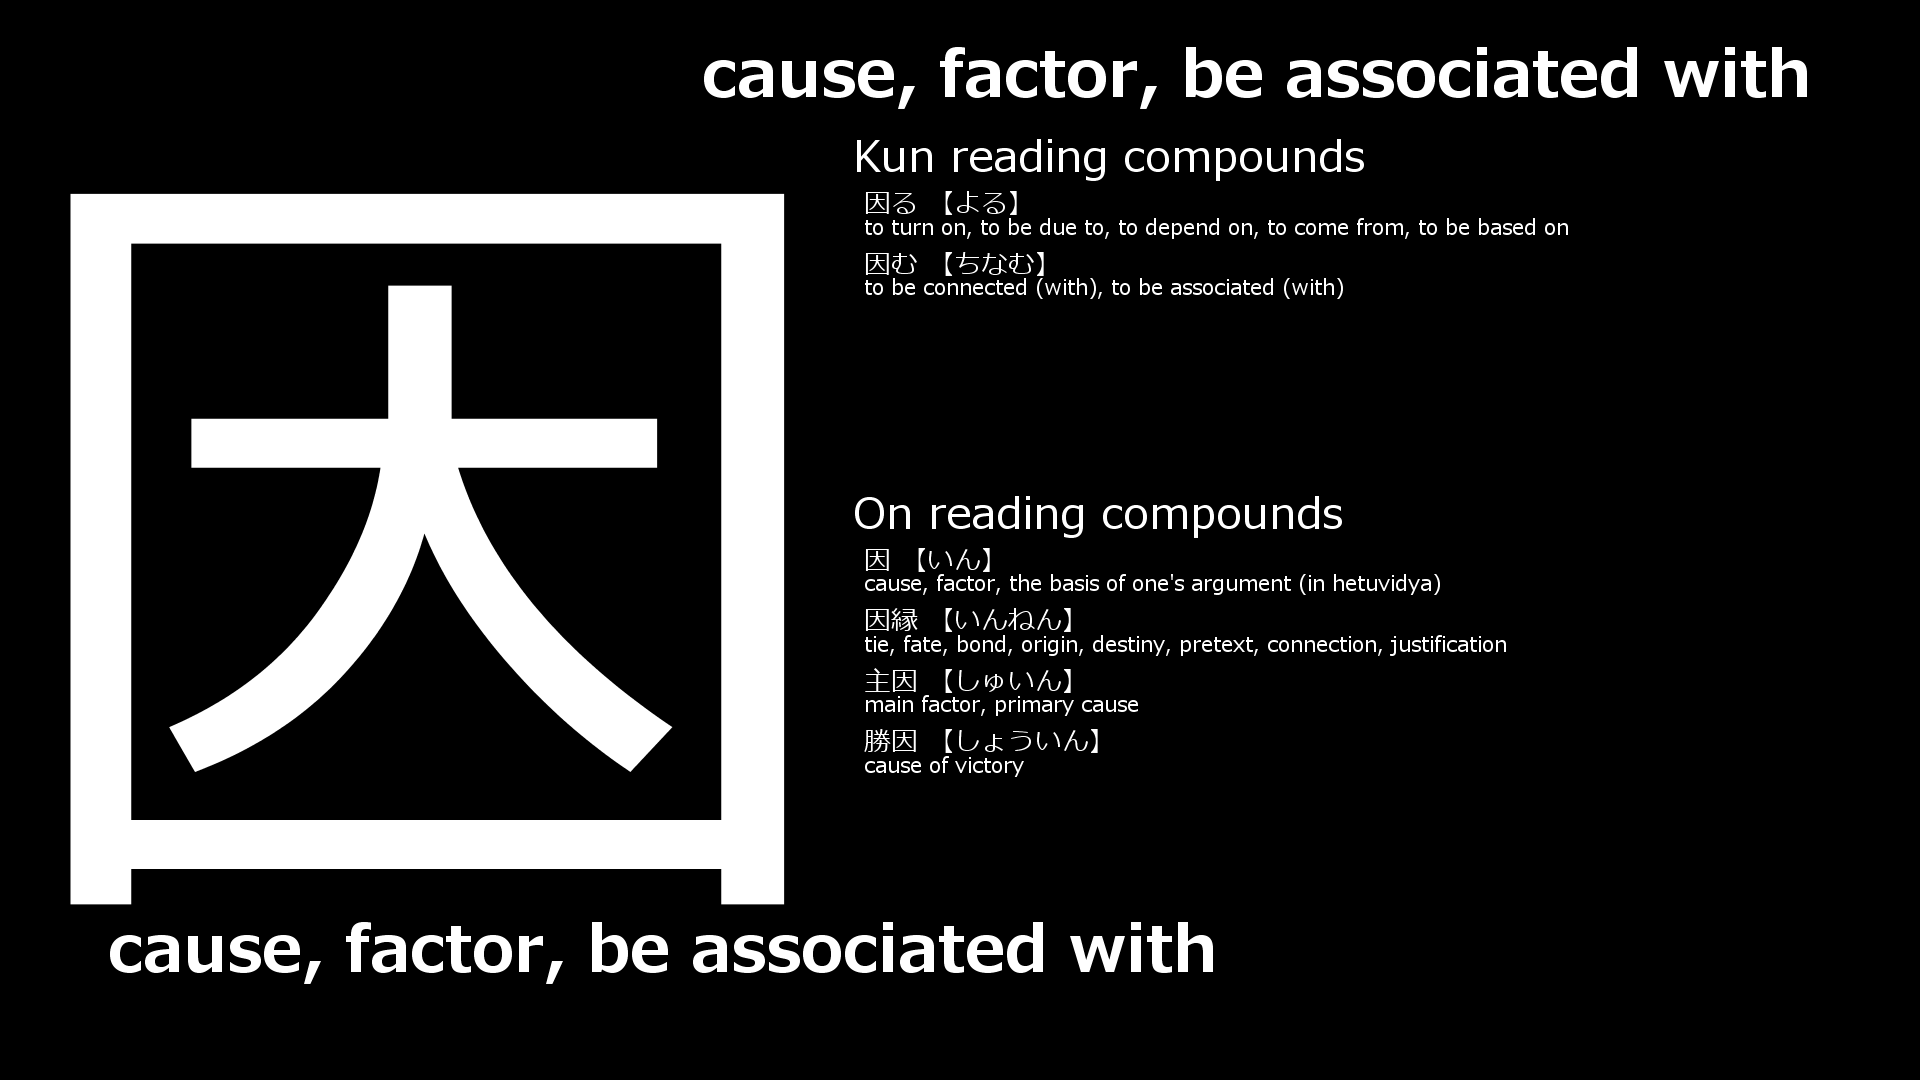 cause, factor, be associated with
Kun reading compounds
因る 【よる】
to turn on, to be due to, to depend on, to come from, to be based on
因む 【ちなむ】
to be connected (with), to be associated (with)
因
On reading compounds
因 【いん】
cause, factor, the basis of one's argument (in hetuvidya)
因縁 【いんねん】
tie, fate, bond, origin, destiny, pretext, connection, justification
主因 【しゅいん】
main factor, primary cause
勝因 【しょういん】
cause of victory
cause, factor, be associated with